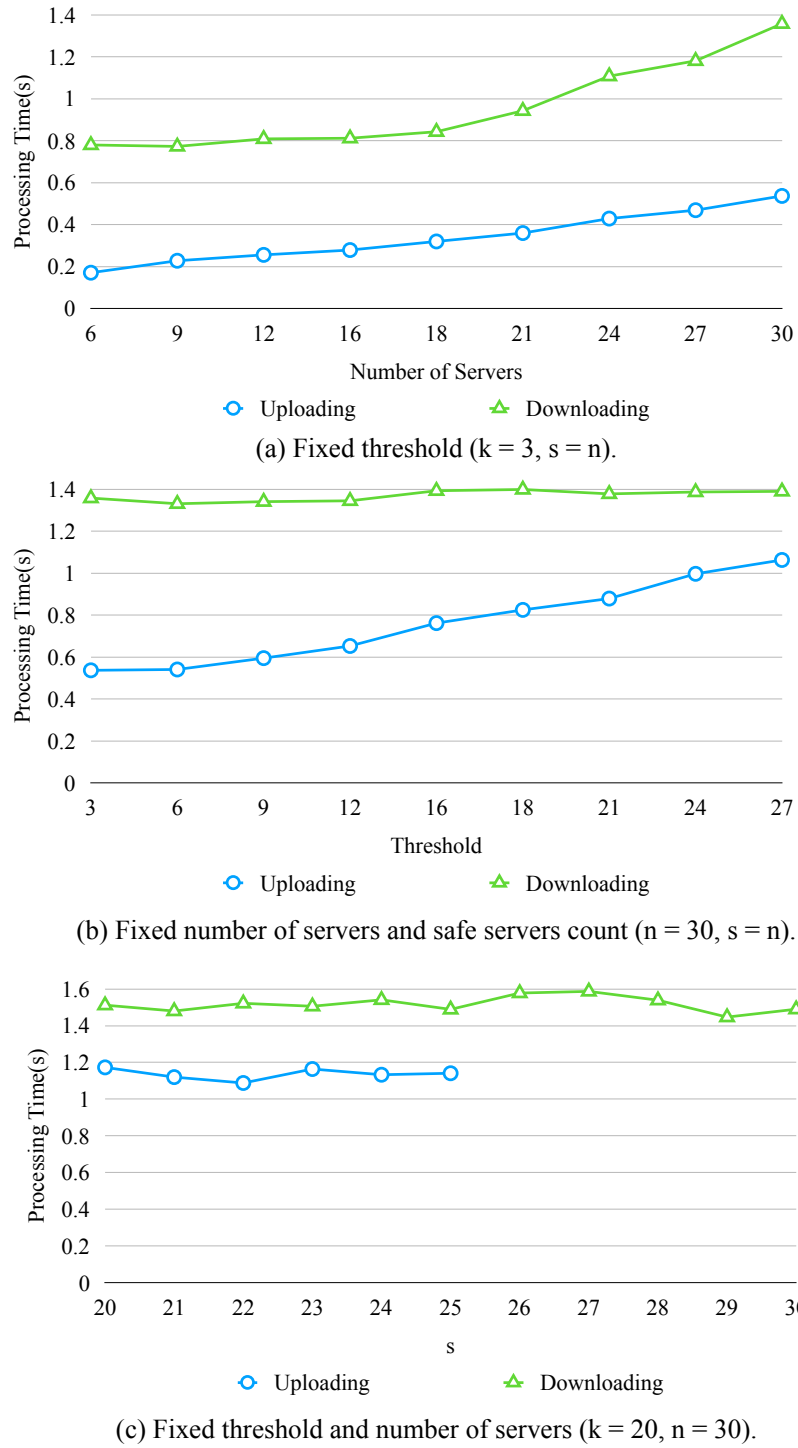 1.4
1.2
1
0.8
0.6
0.4
0.2
0
Processing Time(s)
6 9 12 16 18 21 24 27 30
Number of Servers
Uploading Downloading
(a) Fixed threshold (k = 3, s = n).
1.4
1.2
1
0.8
0.6
0.4
0.2
0
Processing Time(s)
3 6 9 12 16 18 21 24 27
Threshold
Uploading Downloading
(b) Fixed number of servers and safe servers count (n = 30, s = n).
1.6
1.4
1.2
1
0.8
0.6
0.4
0.2
0
Processing Time(s)
20 21 22 23 24 25 26 27 28 29 30
s
Uploading Downloading
(c) Fixed threshold and number of servers (k = 20, n = 30).